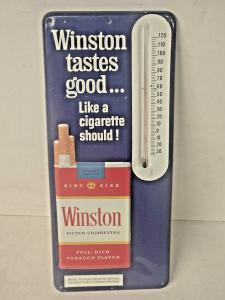 Winston
tastes
good...
Like a
cigarette
should!
KING SIZE
Winston
FILTER CIGARETTES
FULL RICH
TOBACCO FLAVOR
120
110
100
90
80
70
60
50
40
30
20
10
0
10
20
30